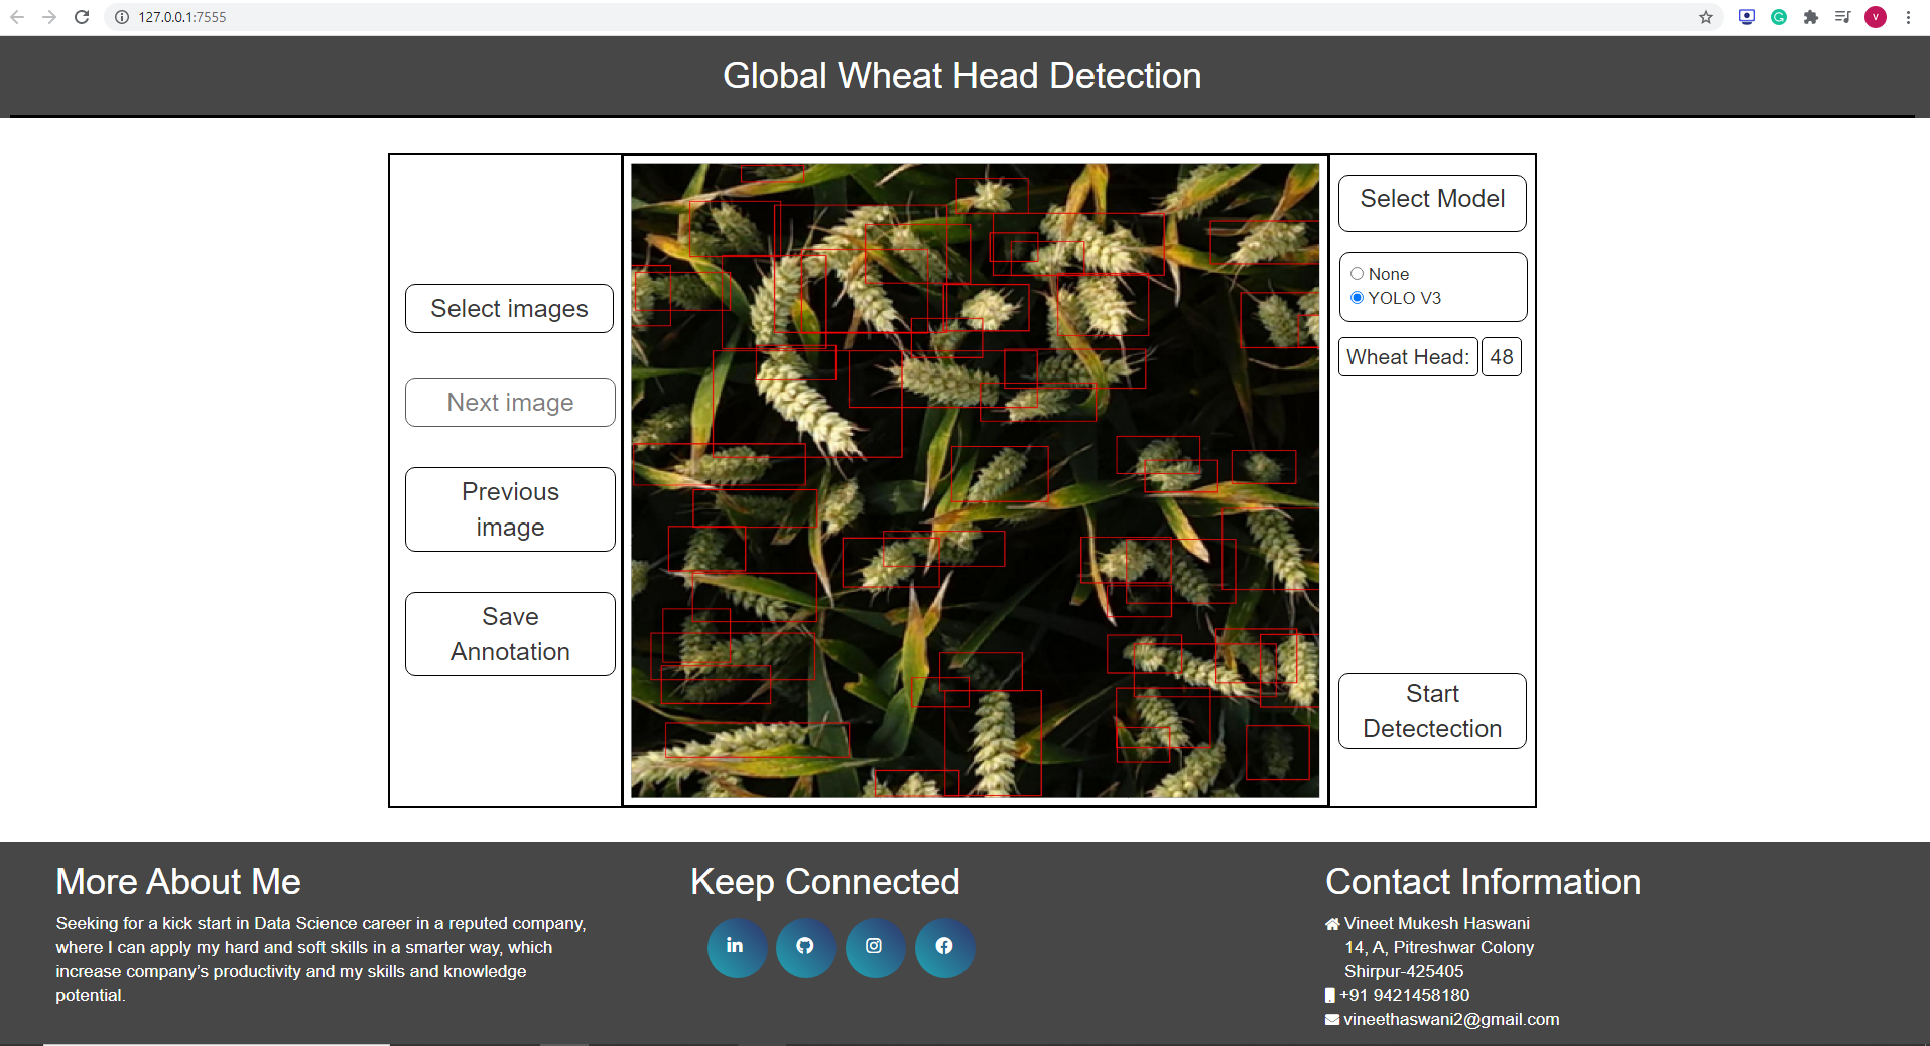 127.0.0.1:7555
V
Global Wheat Head Detection
Select images
Next image
Previous
image
Save
Annotation
Select Model
None
YOLO V3
Wheat Head: 48
Start
Detectection
More About Me
Seeking for a kick start in Data Science career in a reputed company,
where I can apply my hard and soft skills in a smarter way, which
increase company's productivity and my skills and knowledge
potential.
Keep Connected
in
Contact Information
Vineet Mukesh Haswani
14, A, Pitreshwar Colony
Shirpur-425405
+91 9421458180
vineethaswani2@gmail.com